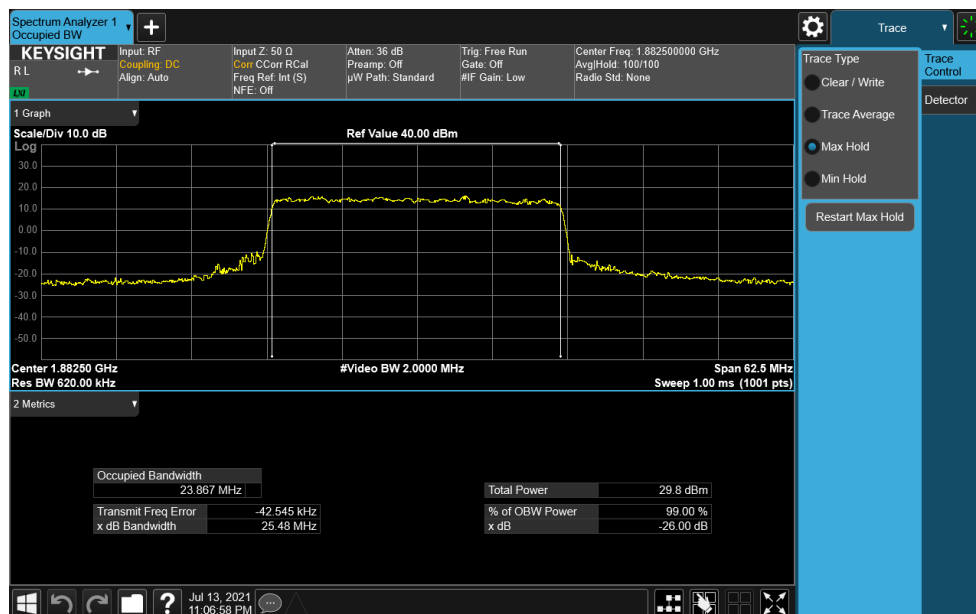 Spectrum Analyzer 1
Occupied BW
+
Trace
KEYSIGHT
R L
LXI
Input: RF
Coupling: DC
Align: Auto
Input Z: 50 Ω
Corr CCorr RCal
Freq Ref: Int (S)
NFE: Off
Atten: 36 dB
Preamp: Off
µW Path: Standard
Trig: Free Run
Gate: Off
#IF Gain: Low
Center Freq: 1.882500000 GHz
Avg|Hold: 100/100
Radio Std: None
Trace Type
Clear / Write
Trace Average
Max Hold
Min Hold
Restart Max Hold
Trace
Control
Detector
1 Graph
Scale/Div 10.0 dB
Ref Value 40.00 dBm
Log
30.0
20.0
10.0
0.00
-10.0
-20.0
-30.0
-40.0
-50.0
Center 1.88250 GHz
#Video BW 2.0000 MHz
Span 62.5 MHz
Res BW 620.00 kHz
Sweep 1.00 ms (1001 pts)
2 Metrics
Occupied Bandwidth
23.867 MHz
Transmit Freq Error -42.545 kHz
x dB Bandwidth 25.48 MHz
Total Power 29.8 dBm
% of OBW Power 99.00 %
x dB -26.00 dB
?
Jul 13, 2021
11:06:58 PM